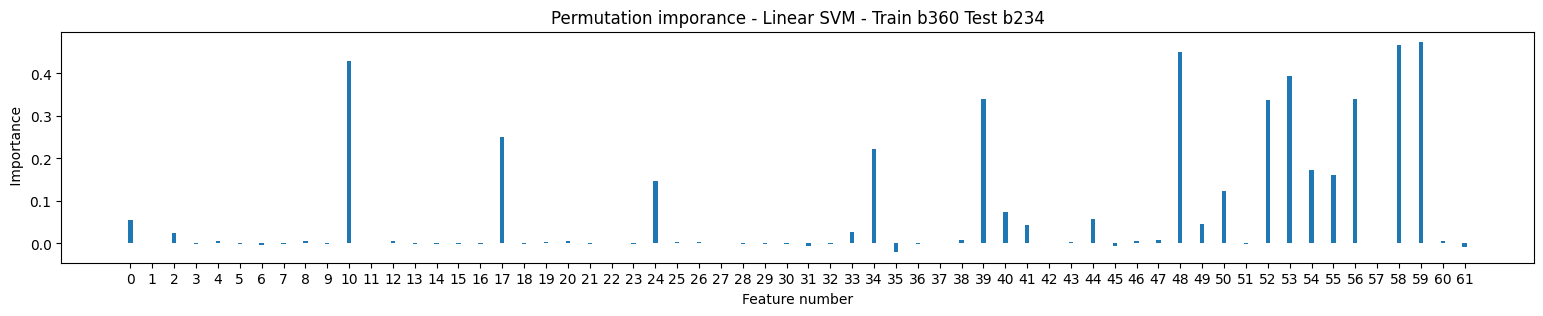 Permutation imporance - Linear SVM - Train b360 Test b234
Importance
0.4
0.3
0.2
0.1
0.0
0 1 2 3 4 5 6 7 8 9 10 11 12 13 14 15 16 17 18 19 20 21 22 23 24 25 26 27 28 29 30 31 32 33 34 35 36 37 38 39 40 41 42 43 44 45 46 47 48 49 50 51 52 53 54 55 56 57 58 59 60 61
Feature number